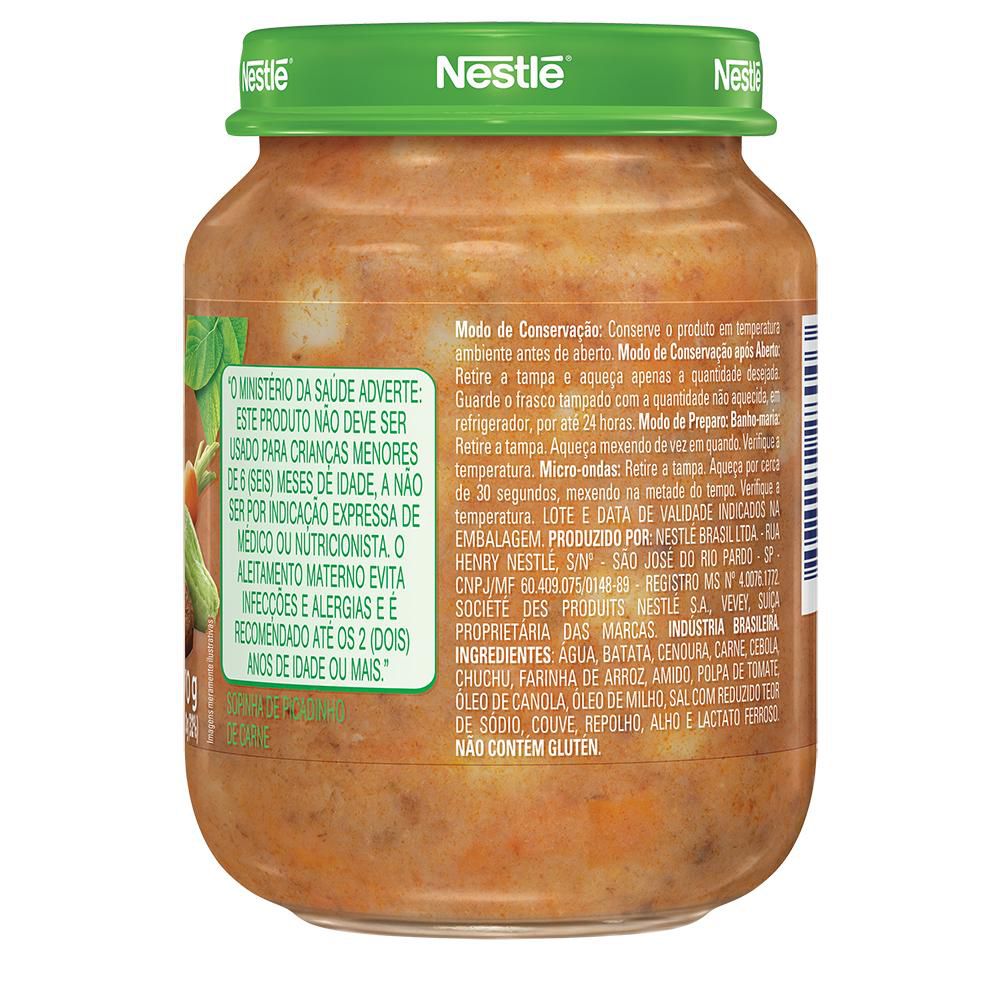 Nestlé
Nestlé
Nestlé
"O MINISTÉRIO DA SAÚDE ADVERTE:
ESTE PRODUTO NÃO DEVE SER
USADO PARA CRIANÇAS MENORES
DE 6 (SEIS) MESES DE IDADE, A NÃO
SER POR INDICAÇÃO EXPRESSA DE
MÉDICO OU NUTRICIONISTA. O
ALEITAMENTO MATERNO EVITA
INFECÇÕES E ALERGIAS E É
RECOMENDADO ATÉ OS 2 (DOIS)
ANOS DE IDADE OU MAIS."
SOPINHA DE PICADINHO
DE CARNE
Imagens meramente ilustrativas
0g
Modo de Conservação: Conserve o produto em temperatura
ambiente antes de aberto. Modo de Conservação após Aberto:
Retire a tampa e aqueça apenas a quantidade desejada.
Guarde o frasco tampado com a quantidade não aquecida, em
refrigerador, por até 24 horas. Modo de Preparo: Banho-maria:
Retire a tampa. Aqueça mexendo de vez em quando. Verifique a
temperatura. Micro-ondas: Retire a tampa. Aqueça por cerca
de 30 segundos, mexendo na metade do tempo. Verifique a
temperatura. LOTE E DATA DE VALIDADE INDICADOS NA
EMBALAGEM. PRODUZIDO POR: NESTLÉ BRASIL LTDA. - RUA
HENRY NESTLÉ, S/Nº - SÃO JOSÉ DO RIO PARDO - SP -
CNPJ/MF 60.409.075/0148-89 - REGISTRO MS Nº 4.0076.1772.
SOCIETÉ DES PRODUITS NESTLÉ S.A., VEVEY, SUÍÇA
PROPRIETÁRIA DAS MARCAS. INDÚSTRIA BRASILEIRA.
INGREDIENTES: ÁGUA, BATATA, CENOURA, CARNE, CEBOLA,
CHUCHU, FARINHA DE ARROZ, AMIDO, POLPA DE TOMATE,
ÓLEO DE CANOLA, ÓLEO DE MILHO, SAL COM REDUZIDO TEOR
DE SÓDIO, COUVE, REPOLHO, ALHO E LACTATO FERROSO.
NÃO CONTÉM GLUTÉN.